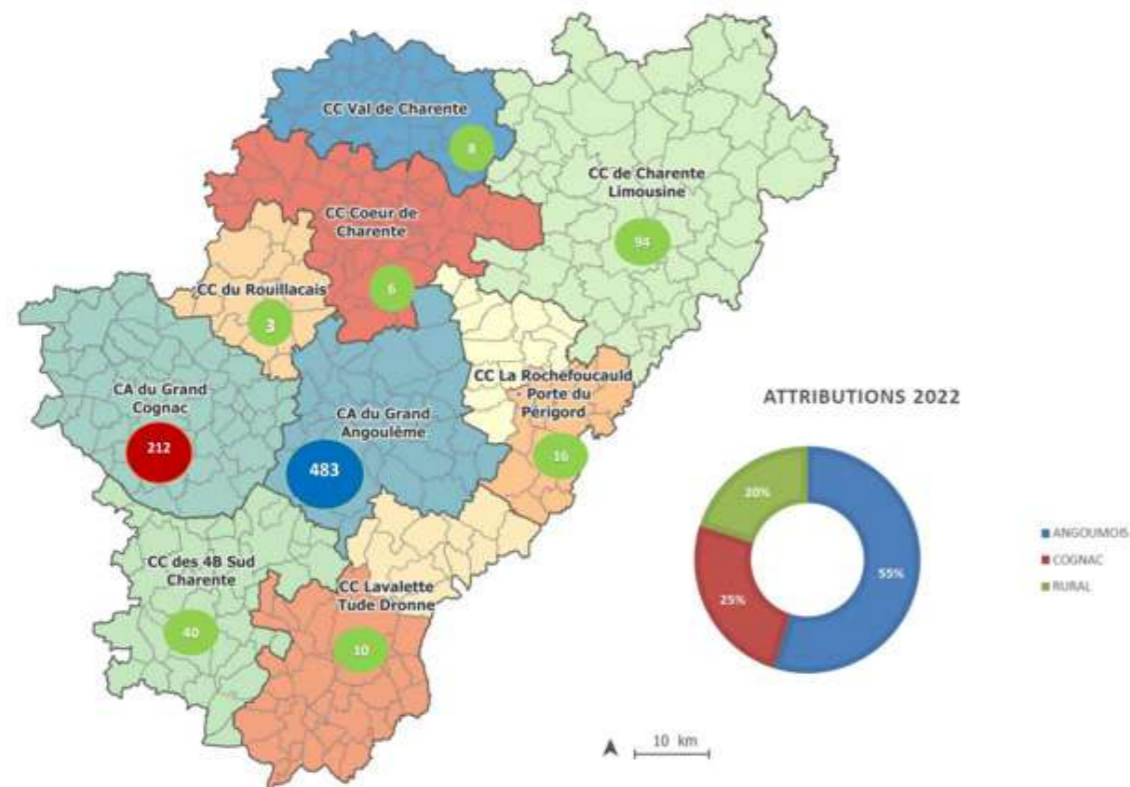 CC Val de Charente
8
CC de Charente
Limousine
94
CC Coeur de
Charente
6
CC du Rouillacais
3
CA du Grand
Cognac
212
CA du Grand
Angoulême
483
CC La Rochefoucauld
- Porte du
Périgord
16
CC des 4B Sud
Charente
40
CC Lavalette
Tude Dronne
10
ATTRIBUTIONS 2022
20%
25%
55%
ANGOUMOIS
COGNAC
RURAL
10 km